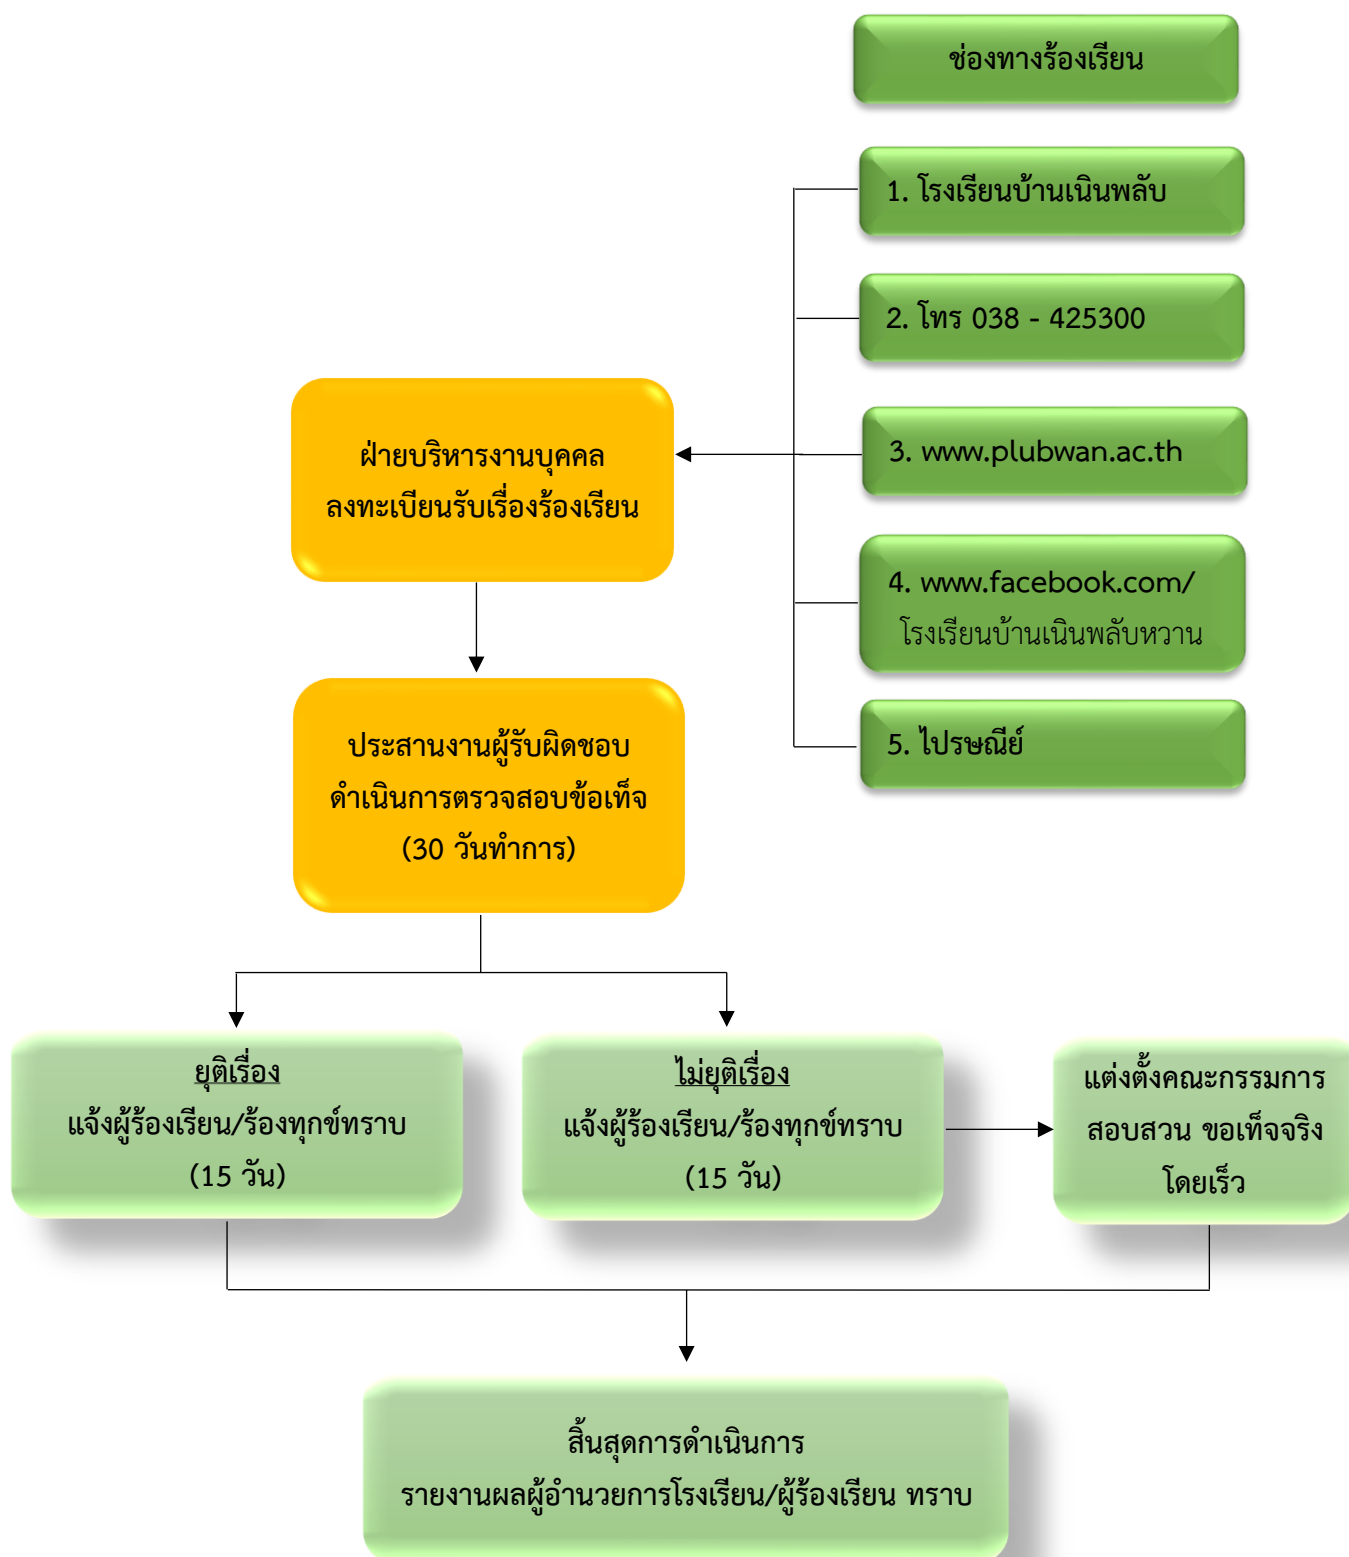 ช่องทางร้องเรียน
1. โรงเรียนบ้านเนินพลับ
2. โทร 038 - 425300
3. www.plubwan.ac.th
4. www.facebook.com/
โรงเรียนบ้านเนินพลับหวาน
5. ไปรษณีย์
ฝ่ายบริหารงานบุคคล
ลงทะเบียนรับเรื่องร้องเรียน
ประสานงานผู้รับผิดชอบ
ดำเนินการตรวจสอบข้อเท็จ
(30 วันทำการ)
ยุติเรื่อง
แจ้งผู้ร้องเรียน/ร้องทุกข์ทราบ
(15 วัน)
ไม่ยุติเรื่อง
แจ้งผู้ร้องเรียน/ร้องทุกข์ทราบ
(15 วัน)
แต่งตั้งคณะกรรมการ
สอบสวน ขอเท็จจริง
โดยเร็ว
สิ้นสุดการดำเนินการ
รายงานผลผู้อำนวยการโรงเรียน/ผู้ร้องเรียน ทราบ